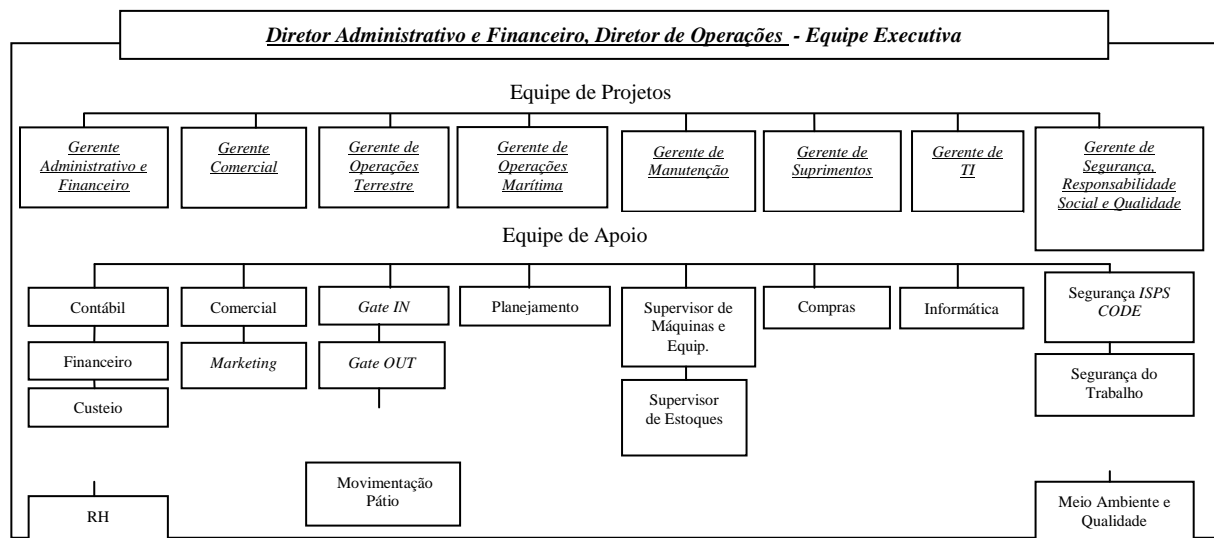 Diretor Administrativo e Financeiro, Diretor de Operações - Equipe Executiva
Equipe de Projetos
Gerente
Administrativo e
Financeiro
Gerente
Comercial
Gerente de
Operações
Terrestre
Gerente de
Operações
Marítima
Gerente de
Manutenção
Gerente de
Suprimentos
Gerente de
TI
Gerente de
Segurança,
Responsabilidade
Social e Qualidade
Equipe de Apoio
Contábil
Comercial
Gate IN
Planejamento
Supervisor de
Máquinas e
Equip.
Compras
Informática
Segurança ISPS
CODE
Financeiro
Marketing
Gate OUT
Segurança do
Trabalho
Custeio
Supervisor
de Estoques
Movimentação
Pátio
RH
Meio Ambiente e
Qualidade